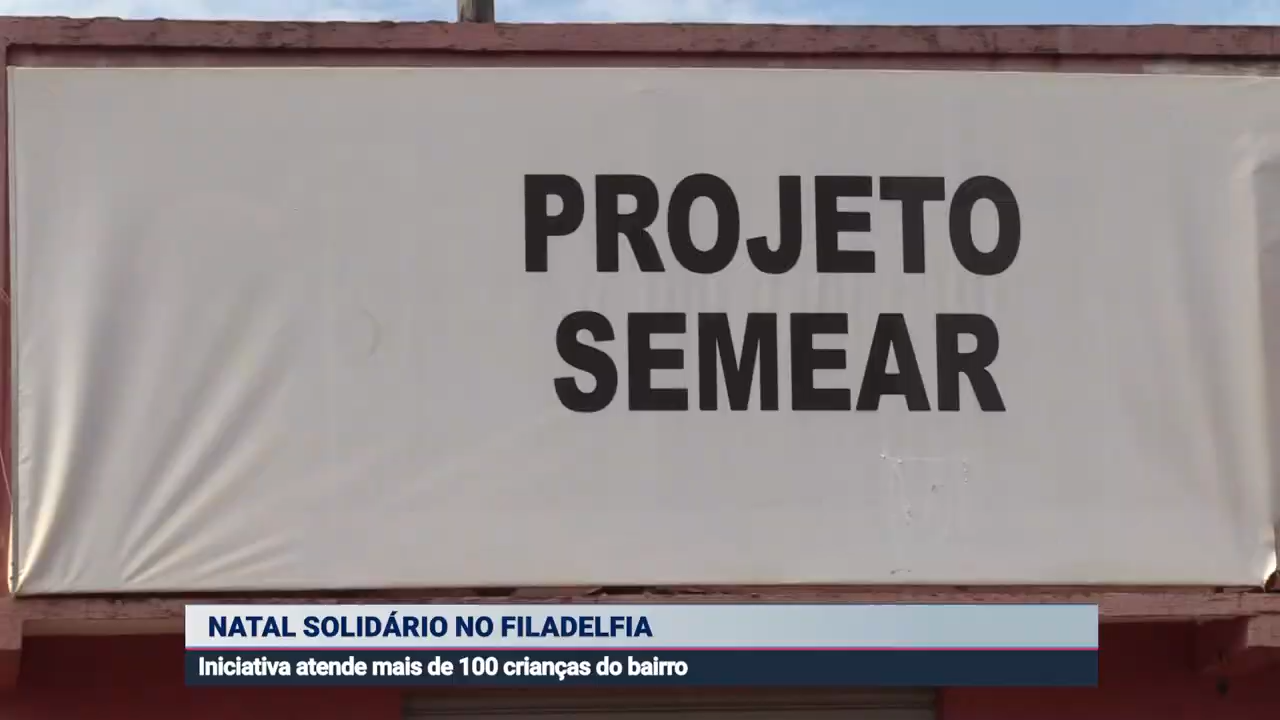 PROJETO
SEMEAR
NATAL SOLIDÁRIO NO FILADELFIA
Iniciativa atende mais de 100 crianças do bairro